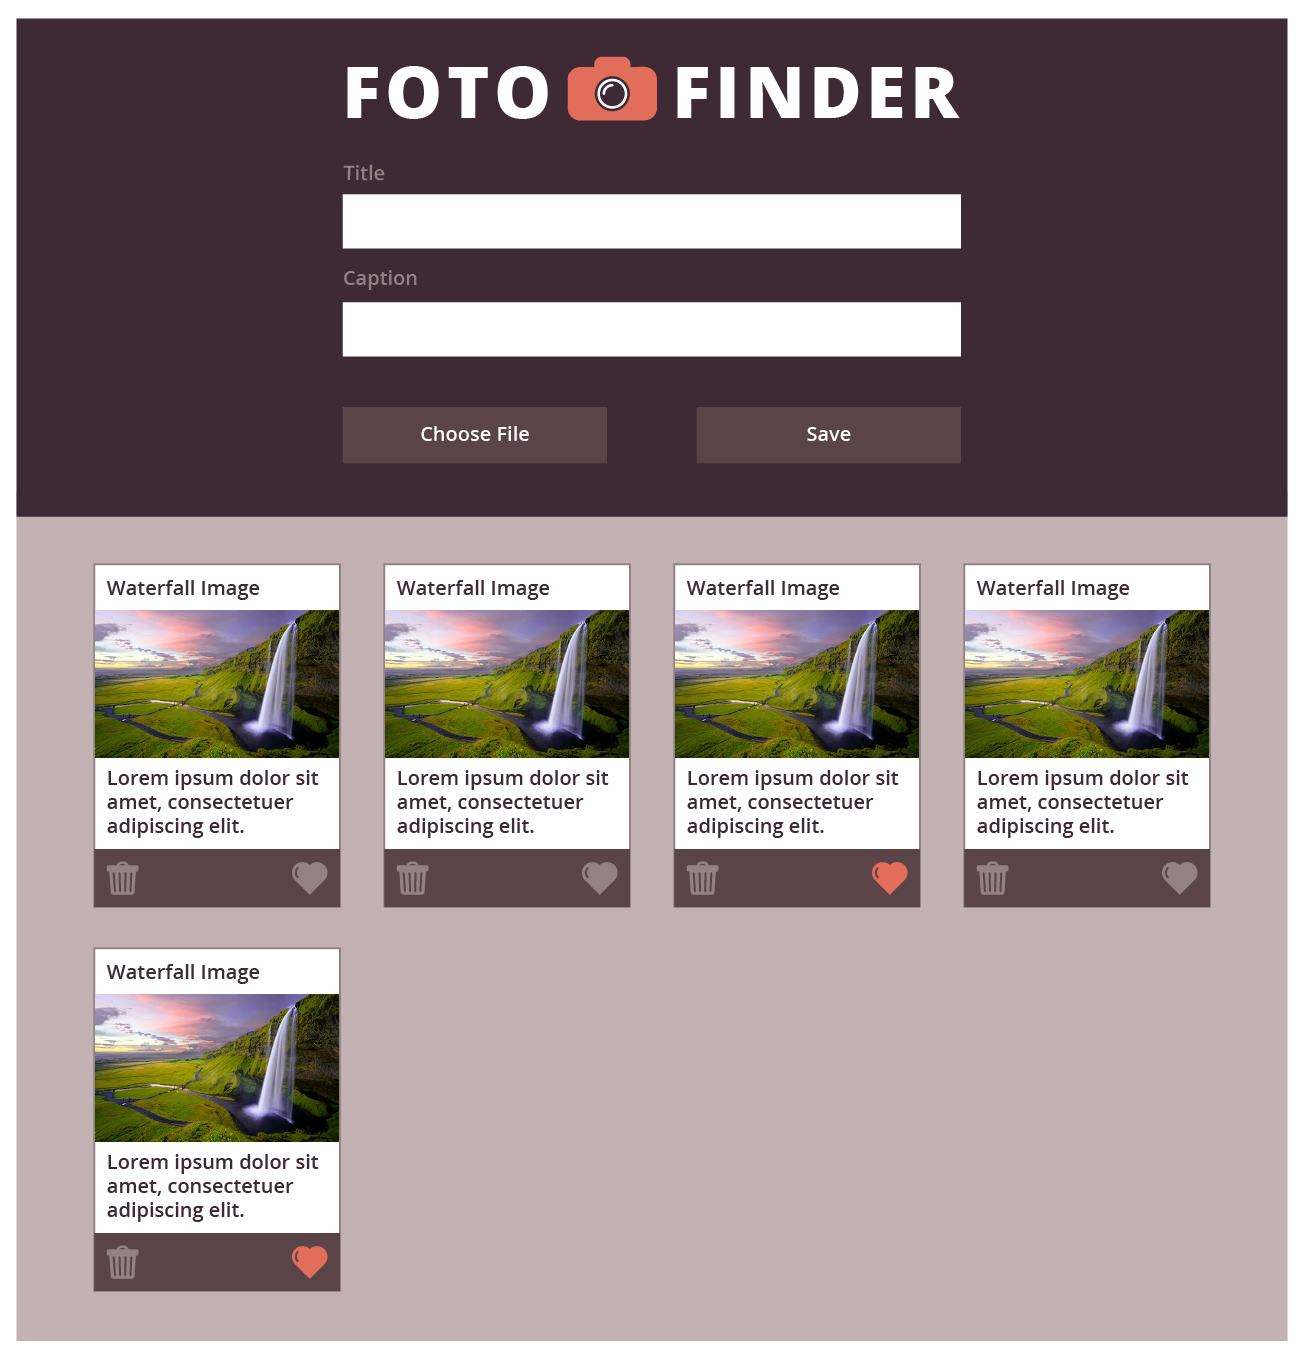 FOTO FINDER
Title
Caption
Choose File
Save
Waterfall Image
Lorem ipsum dolor sit
amet, consectetuer
adipiscing elit.
Waterfall Image
Lorem ipsum dolor sit
amet, consectetuer
adipiscing elit.
Waterfall Image
Lorem ipsum dolor sit
amet, consectetuer
adipiscing elit.
Waterfall Image
Lorem ipsum dolor sit
amet, consectetuer
adipiscing elit.
Waterfall Image
Lorem ipsum dolor sit
amet, consectetuer
adipiscing elit.